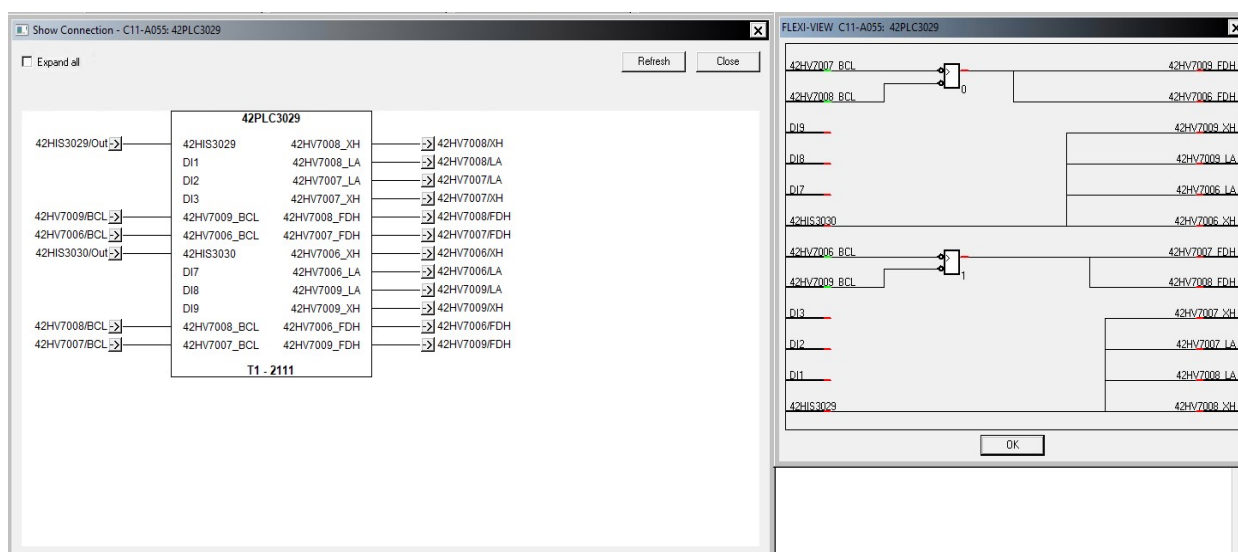 Show Connection - C11-A055: 42PLC3029
Expand all
Refresh
Close
42PLC3029
42HIS3029/Out 42HIS3029 42HV7008_XH 42HV7008/XH
DI1 42HV7008_LA 42HV7008/LA
DI2 42HV7007_LA 42HV7007/LA
DI3 42HV7007_XH 42HV7007/XH
42HV7009/BCL 42HV7009_BCL 42HV7008_FDH 42HV7008/FDH
42HV7006/BCL 42HV7006_BCL 42HV7007_FDH 42HV7007/FDH
42HIS3030/Out 42HIS3030 42HV7006_XH 42HV7006/XH
DI7 42HV7006_LA 42HV7006/LA
DI8 42HV7009_LA 42HV7009/LA
DI9 42HV7009_XH 42HV7009/XH
42HV7008/BCL 42HV7008_BCL 42HV7006_FDH 42HV7006/FDH
42HV7007/BCL 42HV7007_BCL 42HV7009_FDH 42HV7009/FDH
T1 - 2111
FLEXI-VIEW C11-A055: 42PLC3029
42HV7007_BCL 42HV7009_FDH
0
42HV7008_BCL 42HV7006_FDH
DI9 42HV7009_XH
DI8 42HV7009_LA
DI7 42HV7006_LA
42HIS3030 42HV7006_XH
42HV7006_BCL 42HV7007_FDH
1
42HV7009_BCL 42HV7008_FDH
DI3 42HV7007_XH
DI2 42HV7007_LA
DI1 42HV7008_LA
42HIS3029 42HV7008_XH
OK